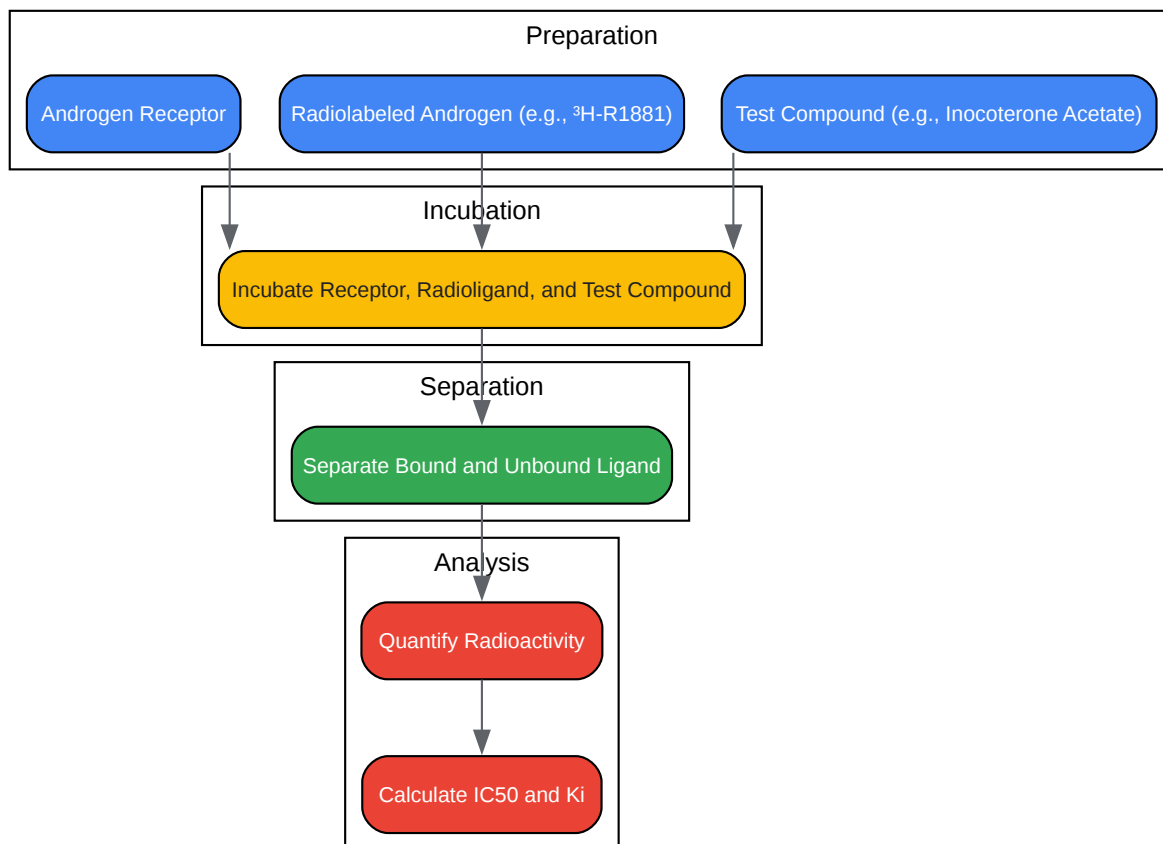 Preparation
Androgen Receptor
Radiolabeled Androgen (e.g., ³H-R1881)
Test Compound (e.g., Inocoterone Acetate)
Incubation
Incubate Receptor, Radioligand, and Test Compound
Separation
Separate Bound and Unbound Ligand
Analysis
Quantify Radioactivity
Calculate IC50 and Ki